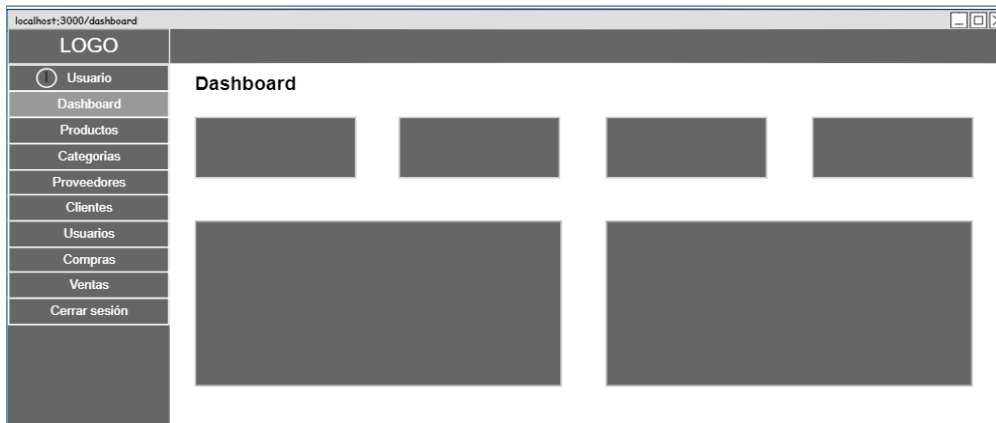 localhost:3000/dashboard
LOGO
Usuario
Dashboard
Productos
Categorias
Proveedores
Clientes
Usuarios
Compras
Ventas
Cerrar sesión
Dashboard